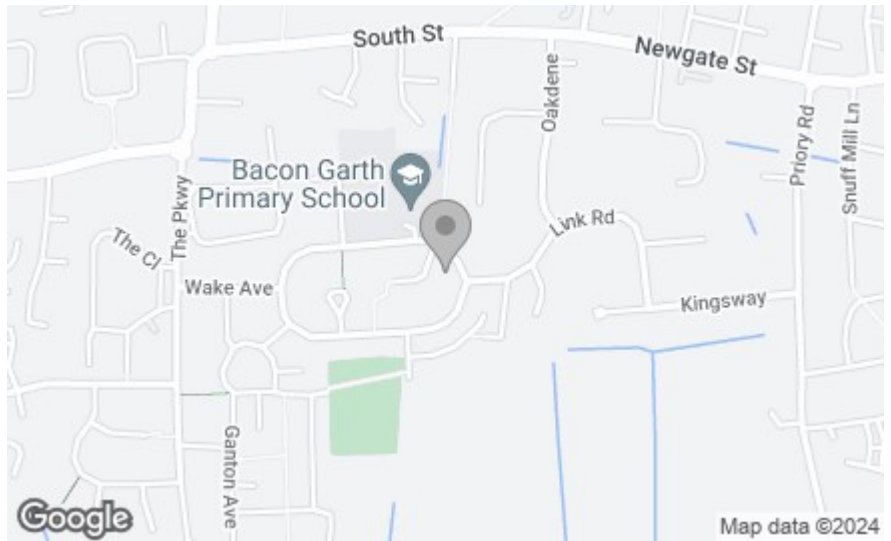 South St
Newgate St
Oakdene
Priory Rd
Snuff Mill Ln
Bacon Garth
Primary School
The Pkwy
The Cl
Link Rd
Wake Ave
Kingsway
Ganton Ave
Google
Map data ©2024